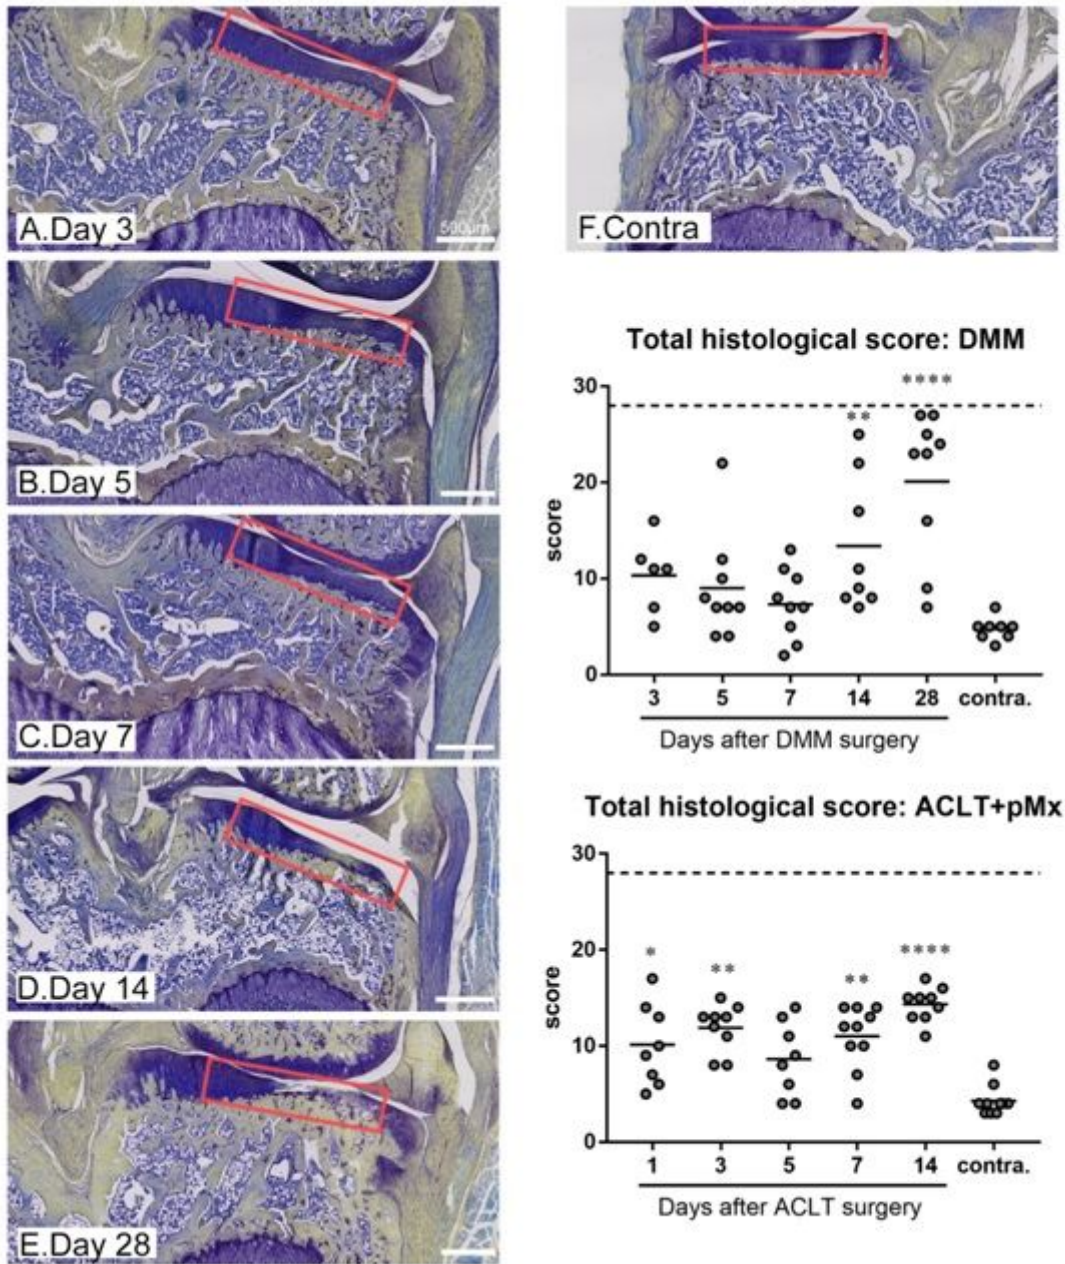 A.Day 3
500µm
B.Day 5
C.Day 7
D.Day 14
E.Day 28
F.Contra
Total histological score: DMM
****
**
30
20
10
0
score
3 5 7 14 28 contra.
Days after DMM surgery
Total histological score: ACLT+pMx
* ** ** ****
30
20
10
0
score
1 3 5 7 14 contra.
Days after ACLT surgery